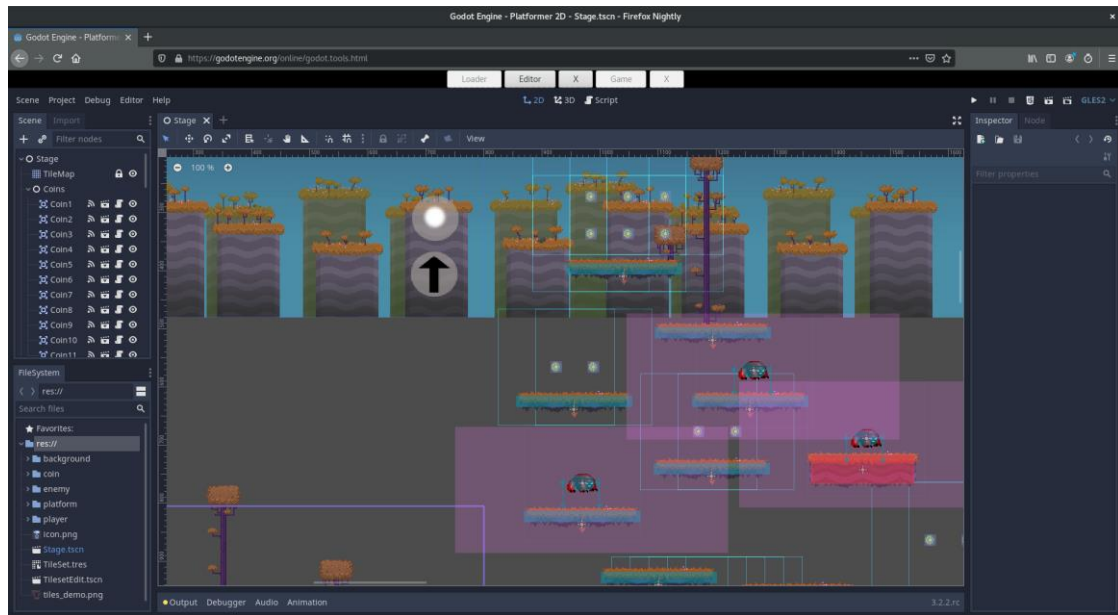 Godot Engine - Platformer 2D - Stage.tscn - Firefox Nightly
Godot Engine - Platform
https://godotengine.org/online/godot.tools.html
Loader Editor X Game X
Scene Project Debug Editor Help
2D 3D Script
GLES2
Scene Import
Stage
Inspector Node
Filter nodes
View
Filter properties
100 %
Stage
TileMap
Coins
Coin1
Coin2
Coin3
Coin4
Coin5
Coin6
Coin7
Coin8
Coin9
Coin10
Coin11
FileSystem
res://
Search files
Favorites:
res://
background
coin
enemy
platform
player
icon.png
Stage.tscn
TileSet.tres
TilesetEdit.tscn
tiles_demo.png
Output Debugger Audio Animation
3.2.2.rc